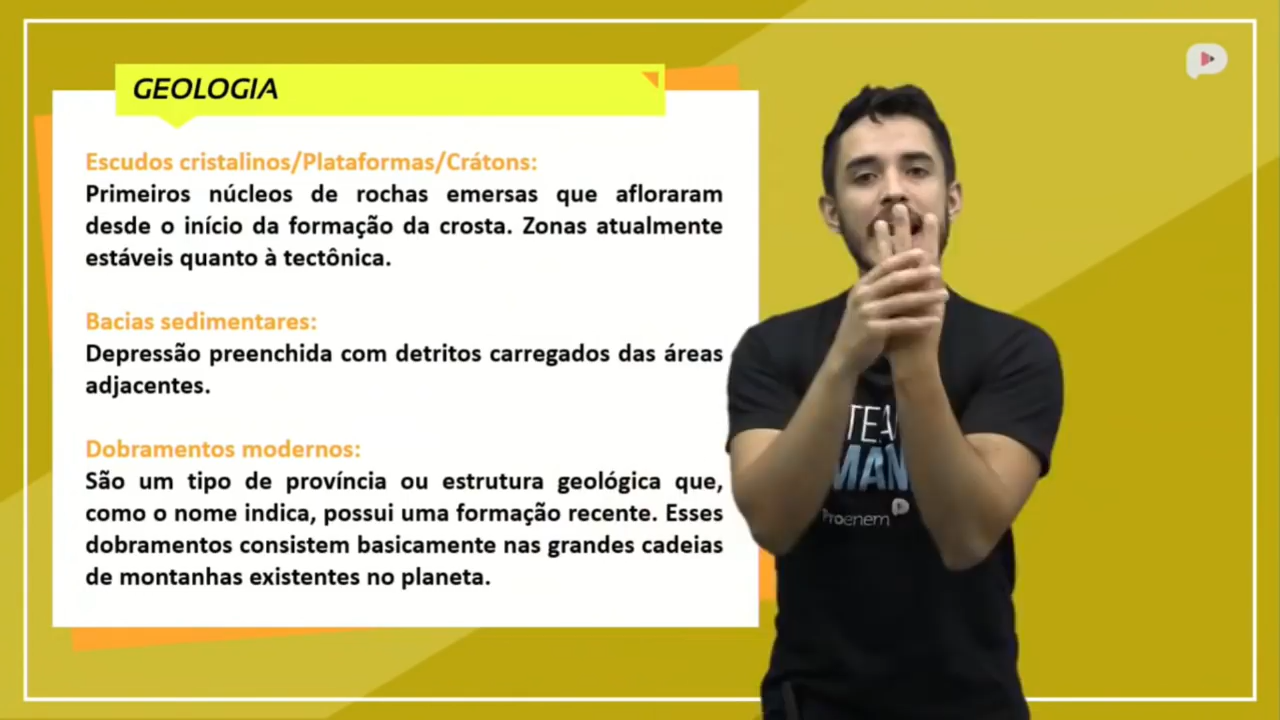 GEOLOGIA
Escudos cristalinos/Plataformas/Crátons:
Primeiros núcleos de rochas emersas que afloraram
desde o início da formação da crosta. Zonas atualmente
estáveis quanto à tectônica.
Bacias sedimentares:
Depressão preenchida com detritos carregados das áreas
adjacentes.
Dobramentos modernos:
São um tipo de província ou estrutura geológica que,
como o nome indica, possui uma formação recente. Esses
dobramentos consistem basicamente nas grandes cadeias
de montanhas existentes no planeta.
Proenem